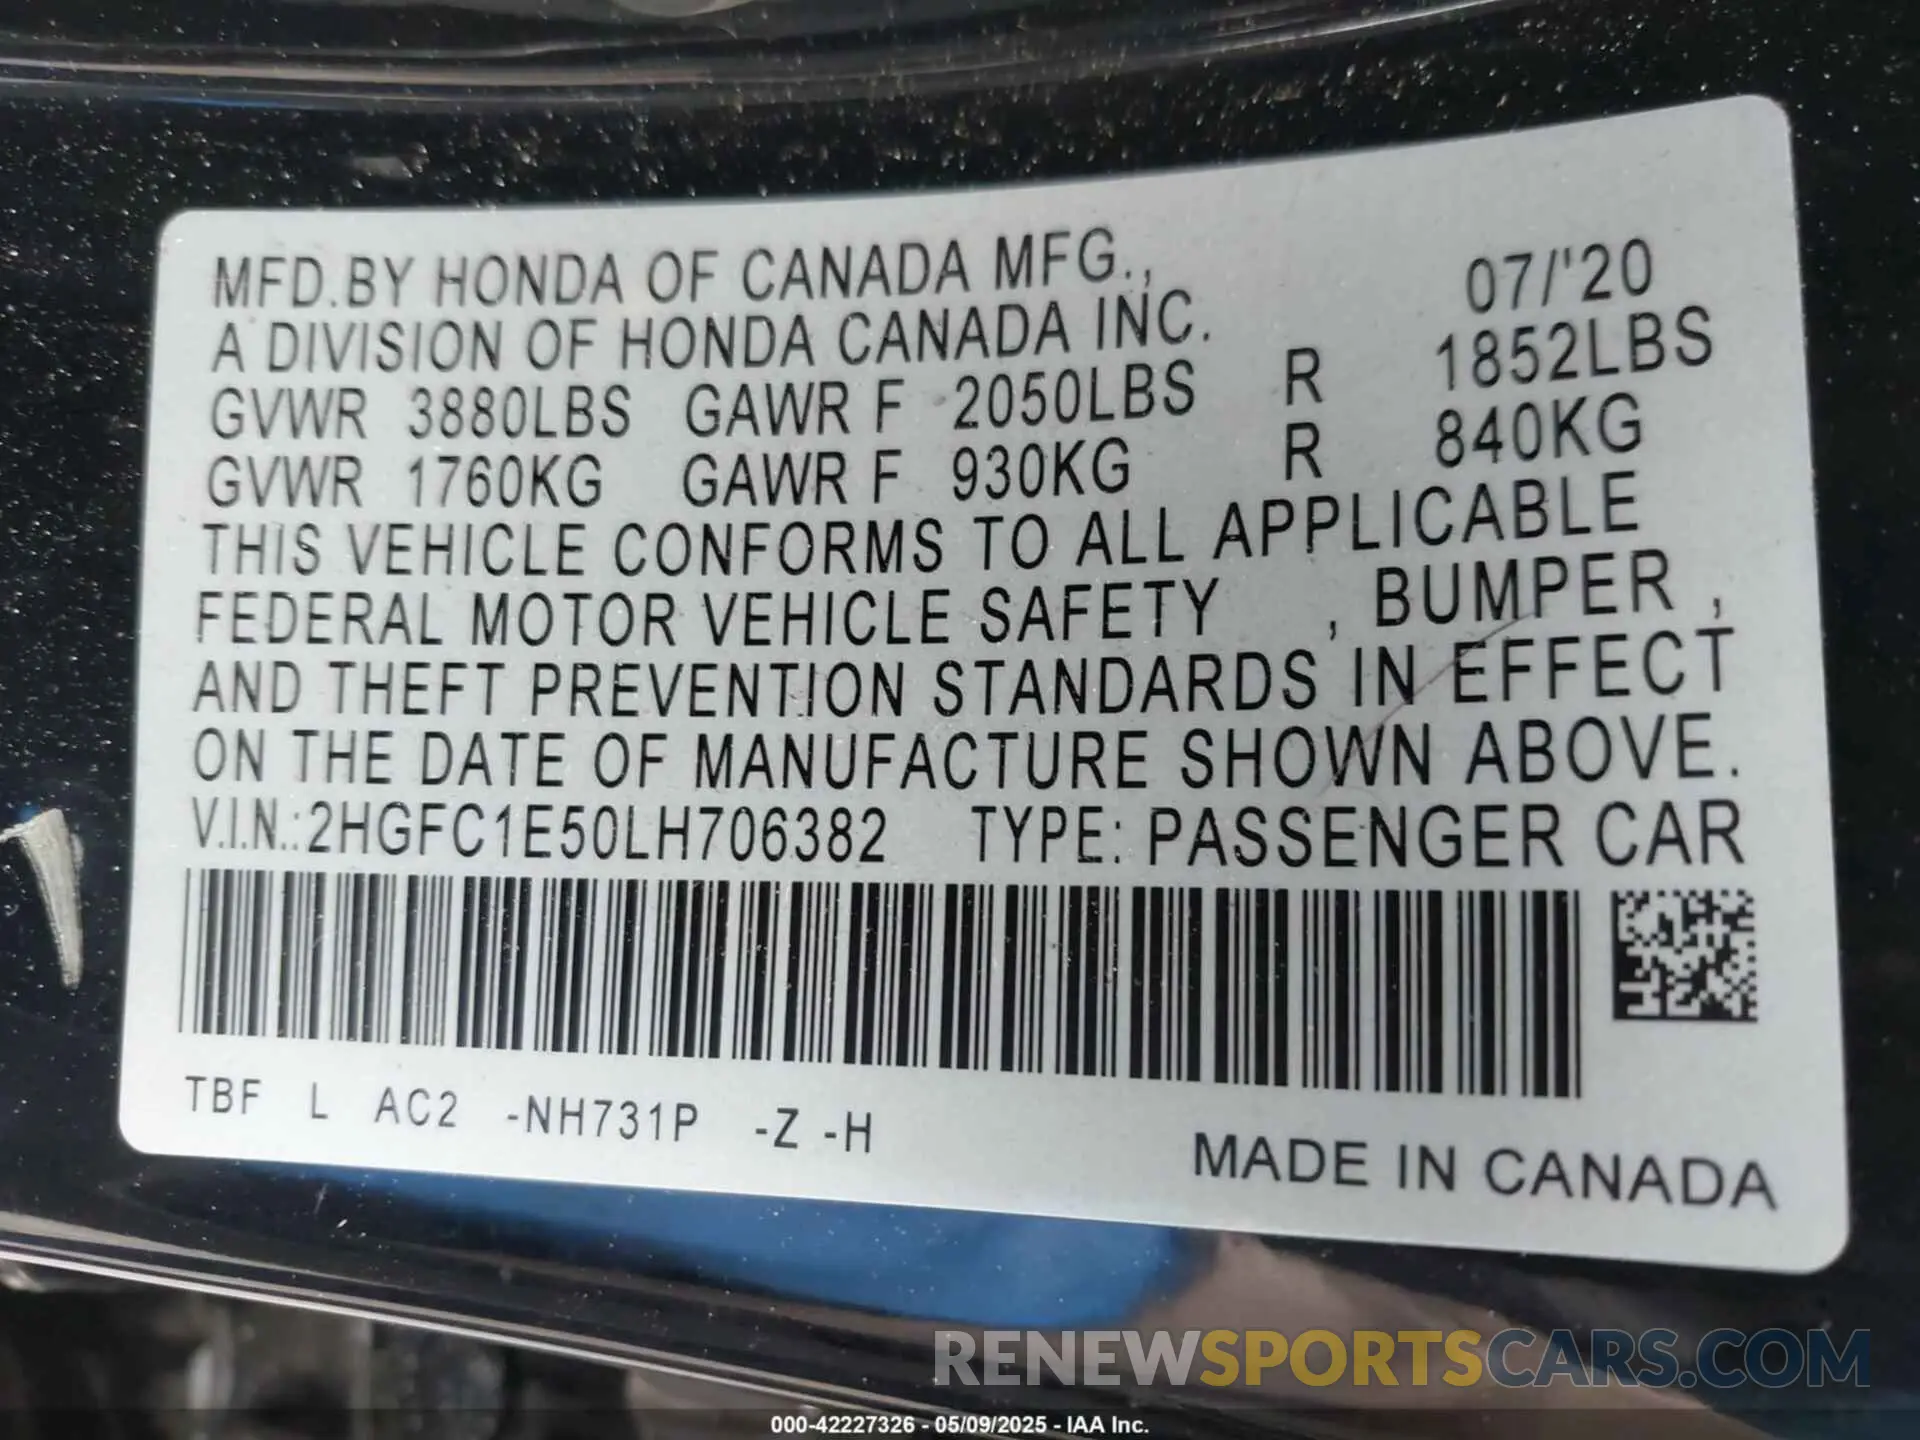 MFD.BY HONDA OF CANADA MFG., 07/'20
A DIVISION OF HONDA CANADA INC.
GVWR 3880LBS GAWR F 2050LBS R 1852LBS
GVWR 1760KG GAWR F 930KG R 840KG
THIS VEHICLE CONFORMS TO ALL APPLICABLE
FEDERAL MOTOR VEHICLE SAFETY , BUMPER ,
AND THEFT PREVENTION STANDARDS IN EFFECT
ON THE DATE OF MANUFACTURE SHOWN ABOVE.
V.I.N.:2HGFC1E50LH706382 TYPE: PASSENGER CAR
TBF L AC2 -NH731P -Z -H
MADE IN CANADA
RENEWSPORTSCARS.COM
000-42227326 - 05/09/2025 - IAA Inc.